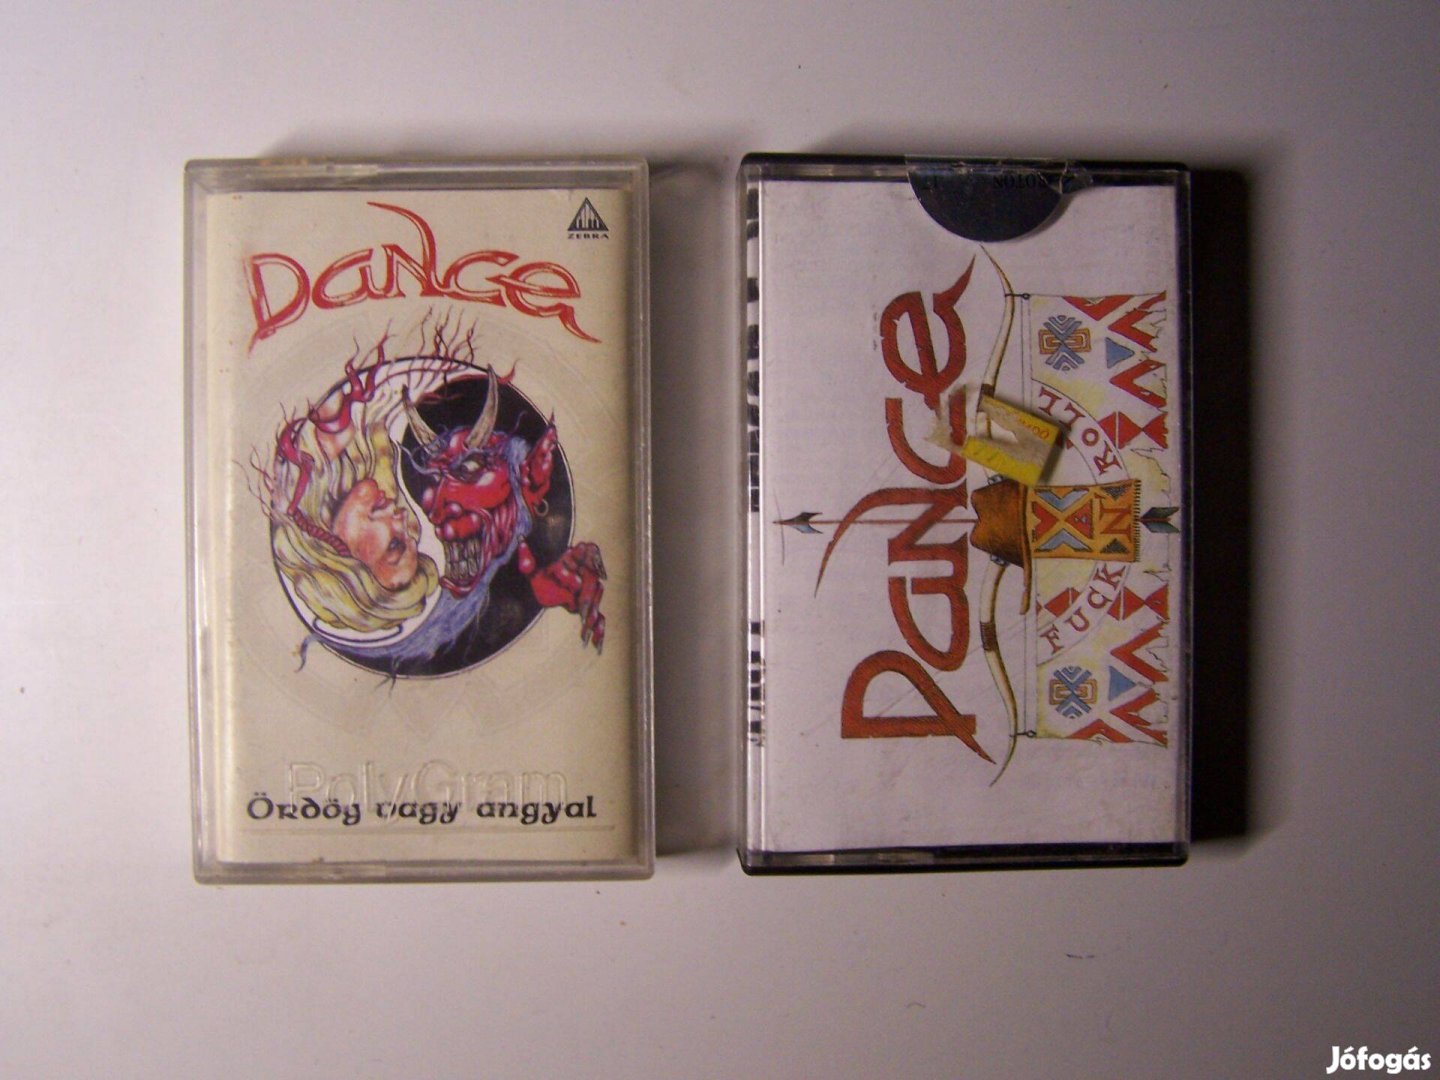 Dance
ZEBRA
PolyGram
Ördög vagy angyal
Dance
FUCK N ROLL
Jófogás